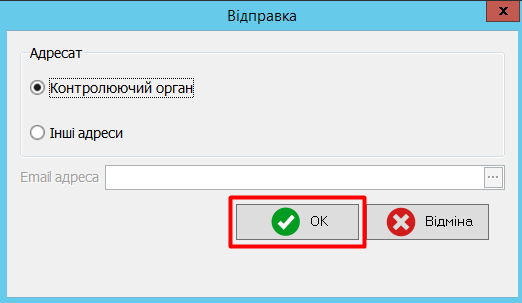 Відправка
Адресат
Контролюючий орган
Інші адреси
Email адреса
...
OK
Відміна